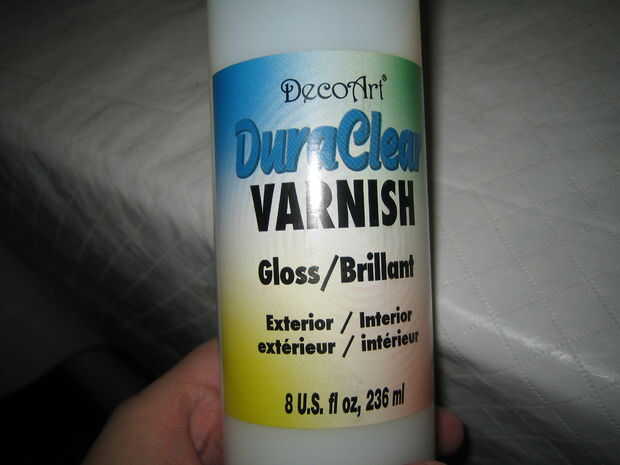 DecoArt®
DuraClear
VARNISH
Gloss/Brillant
Exterior / Interior
extérieur / intérieur
8 U.S. fl oz, 236 ml